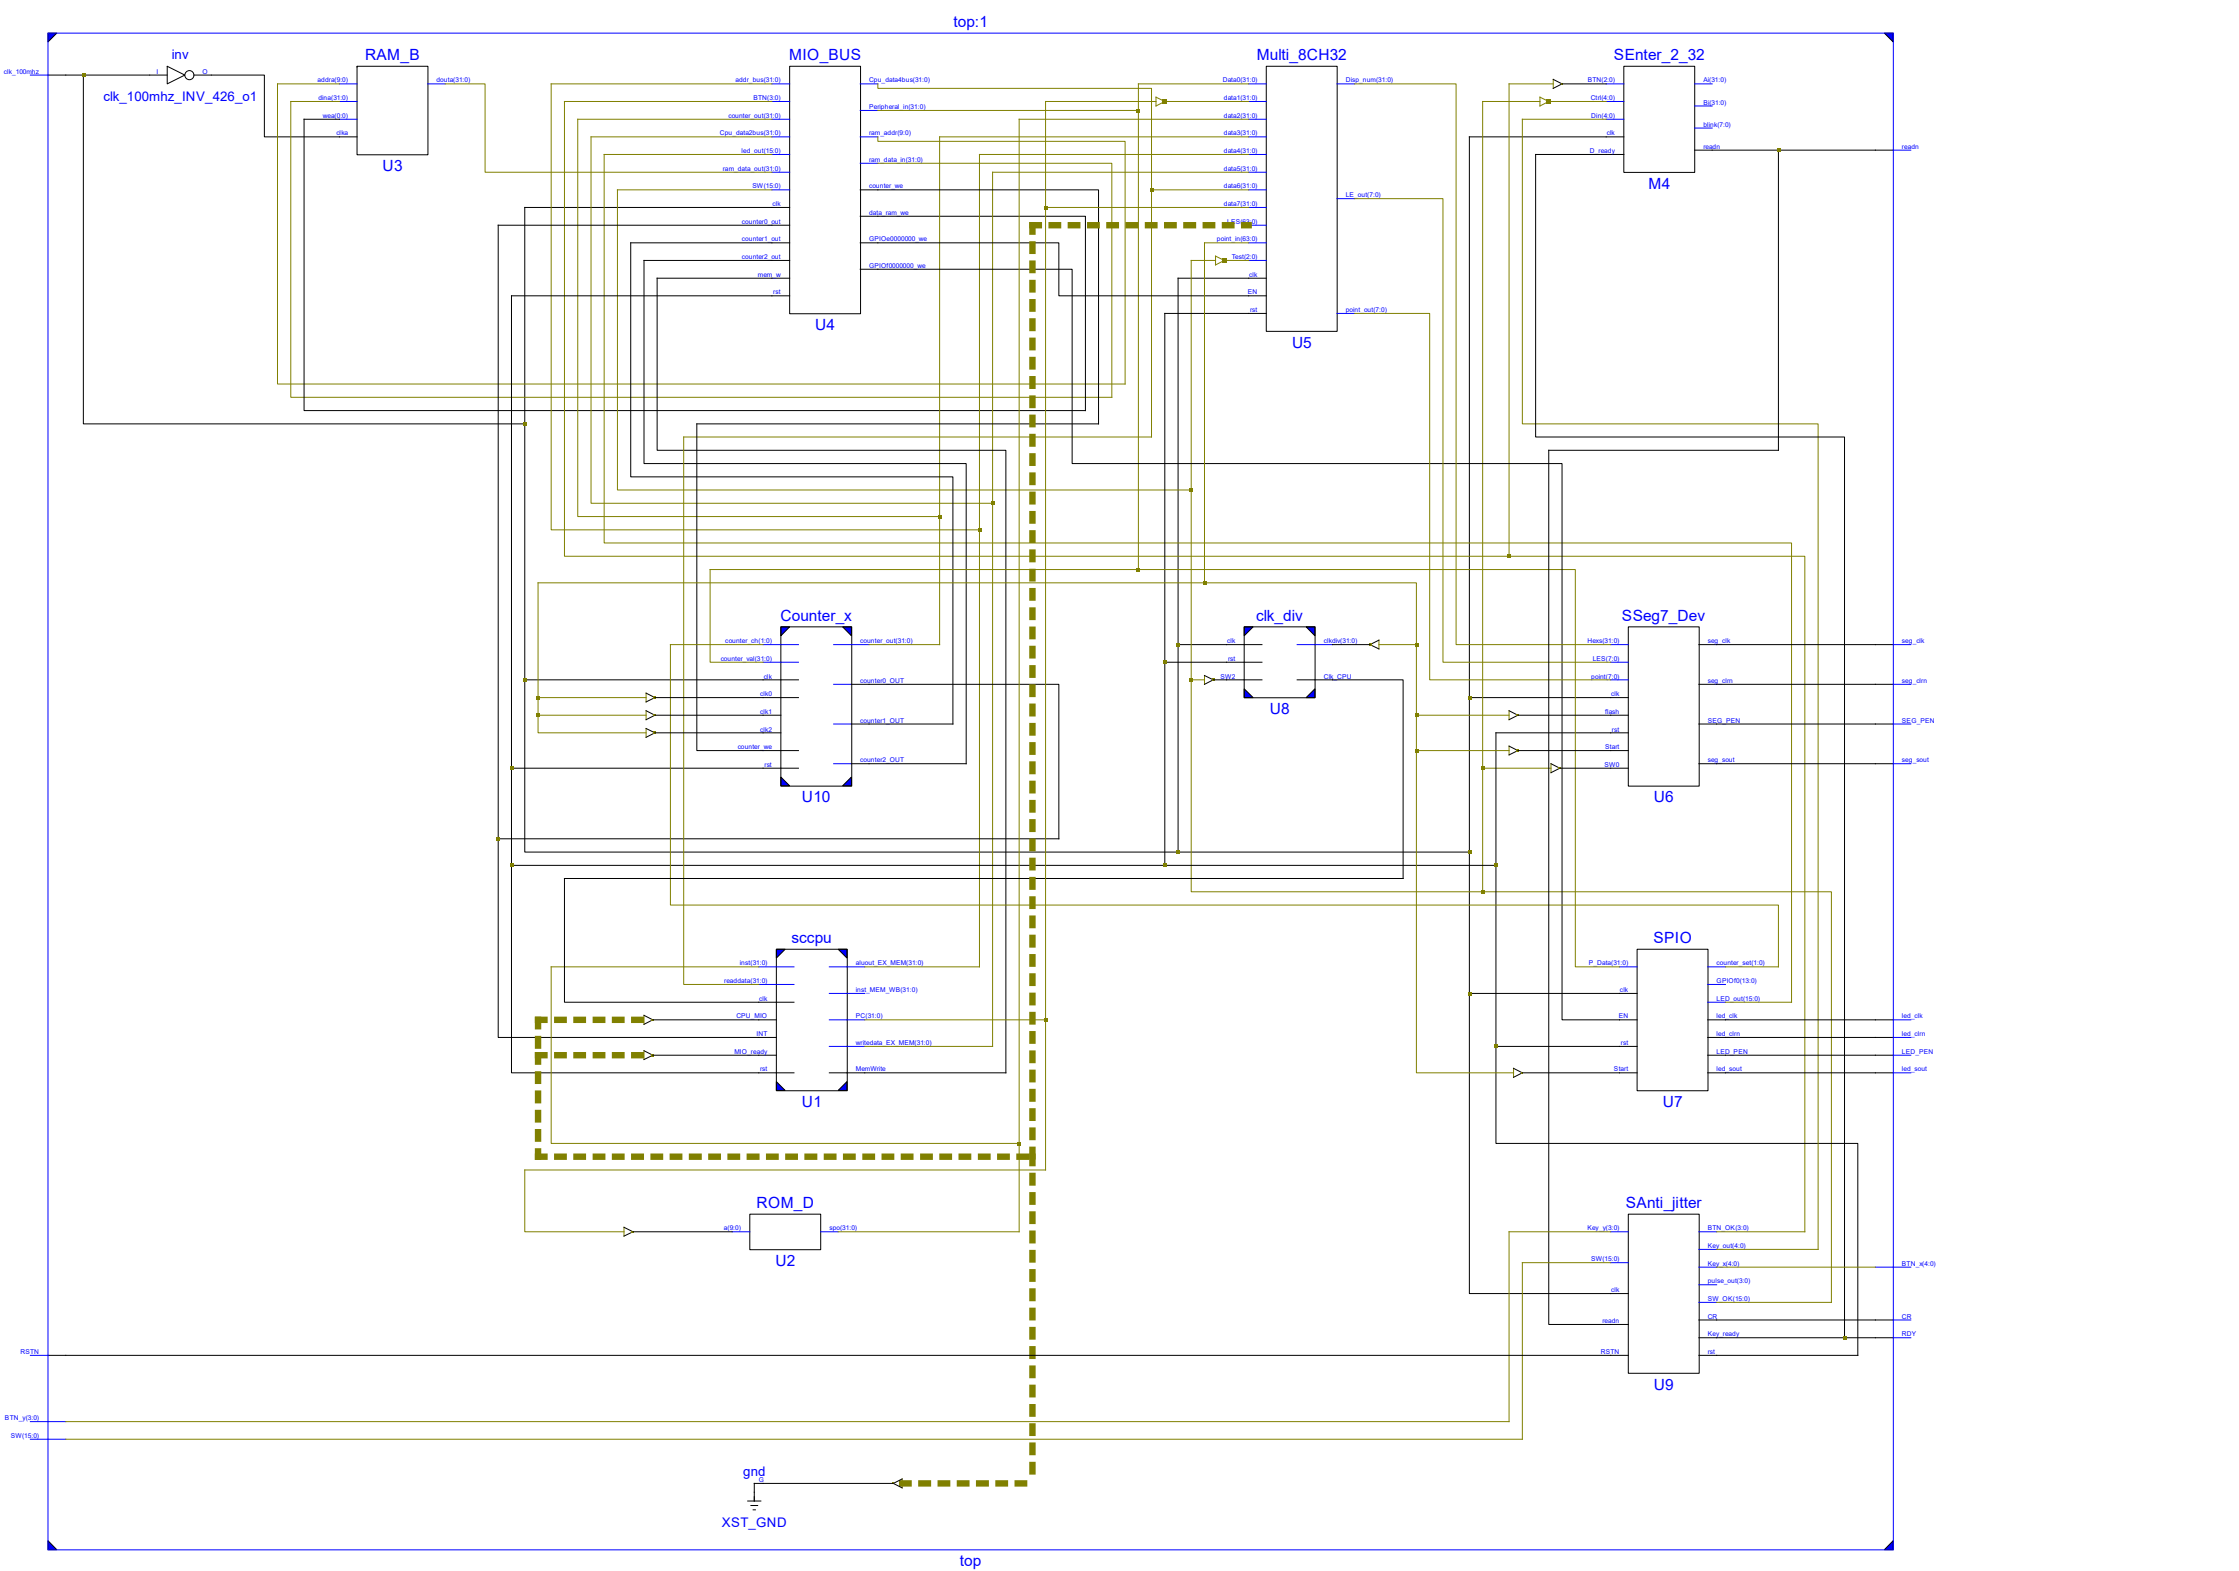 top:1
clk_100mhz
inv
I
O
clk_100mhz_INV_426_o1
RAM_B
addra(9:0)
dina(31:0)
wea(0:0)
clka
douta(31:0)
U3
MIO_BUS
addr_bus(31:0)
BTN(3:0)
counter_out(31:0)
Cpu_data2bus(31:0)
led_out(15:0)
ram_data_out(31:0)
SW(15:0)
clk
counter0_out
counter1_out
counter2_out
mem_w
rst
Cpu_data4bus(31:0)
Peripheral_in(31:0)
ram_addr(9:0)
ram_data_in(31:0)
counter_we
data_ram_we
GPIOe0000000_we
GPIOf0000000_we
U4
Multi_8CH32
Data0(31:0)
data1(31:0)
data2(31:0)
data3(31:0)
data4(31:0)
data5(31:0)
data6(31:0)
data7(31:0)
LES(63:0)
point_in(63:0)
Test(2:0)
clk
EN
rst
Disp_num(31:0)
LE_out(7:0)
point_out(7:0)
U5
SEnter_2_32
BTN(2:0)
Ctrl(4:0)
Din(4:0)
clk
D_ready
Ai(31:0)
Bi(31:0)
blink(7:0)
readn
readn
M4
Counter_x
counter_ch(1:0)
counter_val(31:0)
clk
clk0
clk1
clk2
counter_we
rst
counter_out(31:0)
counter0_OUT
counter1_OUT
counter2_OUT
U10
clk_div
clk
rst
SW2
clkdiv(31:0)
Clk_CPU
U8
SSeg7_Dev
Hexs(31:0)
LES(7:0)
point(7:0)
clk
flash
rst
Start
SW0
seg_clk
seg_clrn
SEG_PEN
seg_sout
seg_clk
seg_clrn
SEG_PEN
seg_sout
U6
sccpu
inst(31:0)
readdata(31:0)
clk
CPU_MIO
INT
MIO_ready
rst
aluout_EX_MEM(31:0)
inst_MEM_WB(31:0)
PC(31:0)
writedata_EX_MEM(31:0)
MemWrite
U1
SPIO
P_Data(31:0)
clk
EN
rst
Start
counter_set(1:0)
GPIOf0(13:0)
LED_out(15:0)
led_clk
led_clrn
LED_PEN
led_sout
led_clk
led_clrn
LED_PEN
led_sout
U7
ROM_D
a(9:0)
spo(31:0)
U2
SAnti_jitter
Key_y(3:0)
SW(15:0)
clk
readn
RSTN
BTN_OK(3:0)
Key_out(4:0)
Key_x(4:0)
pulse_out(3:0)
SW_OK(15:0)
CR
Key_ready
rst
BTN_x(4:0)
CR
RDY
U9
RSTN
BTN_y(3:0)
SW(15:0)
gnd
G
XST_GND
top